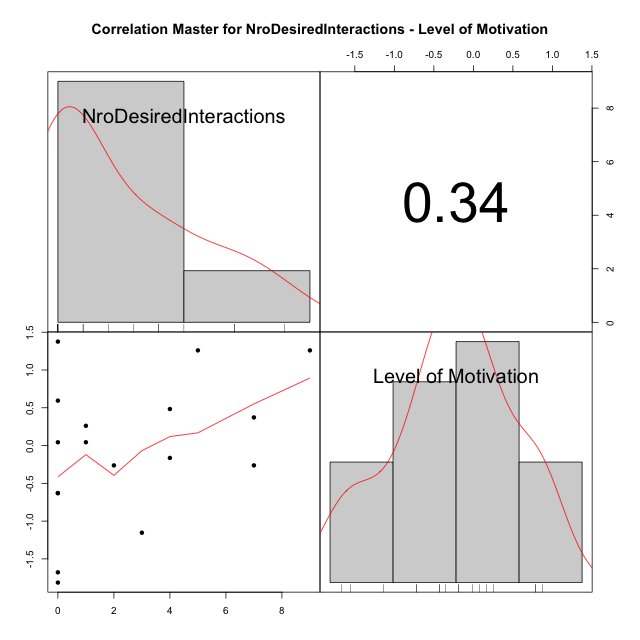 Correlation Master for NroDesiredInteractions - Level of Motivation
-1.5 -1.0 -0.5 0.0 0.5 1.0 1.5
NroDesiredInteractions
0.34
8
6
4
2
0
1.5
1.0
0.5
0.0
-0.5
-1.0
-1.5
Level of Motivation
0 2 4 6 8